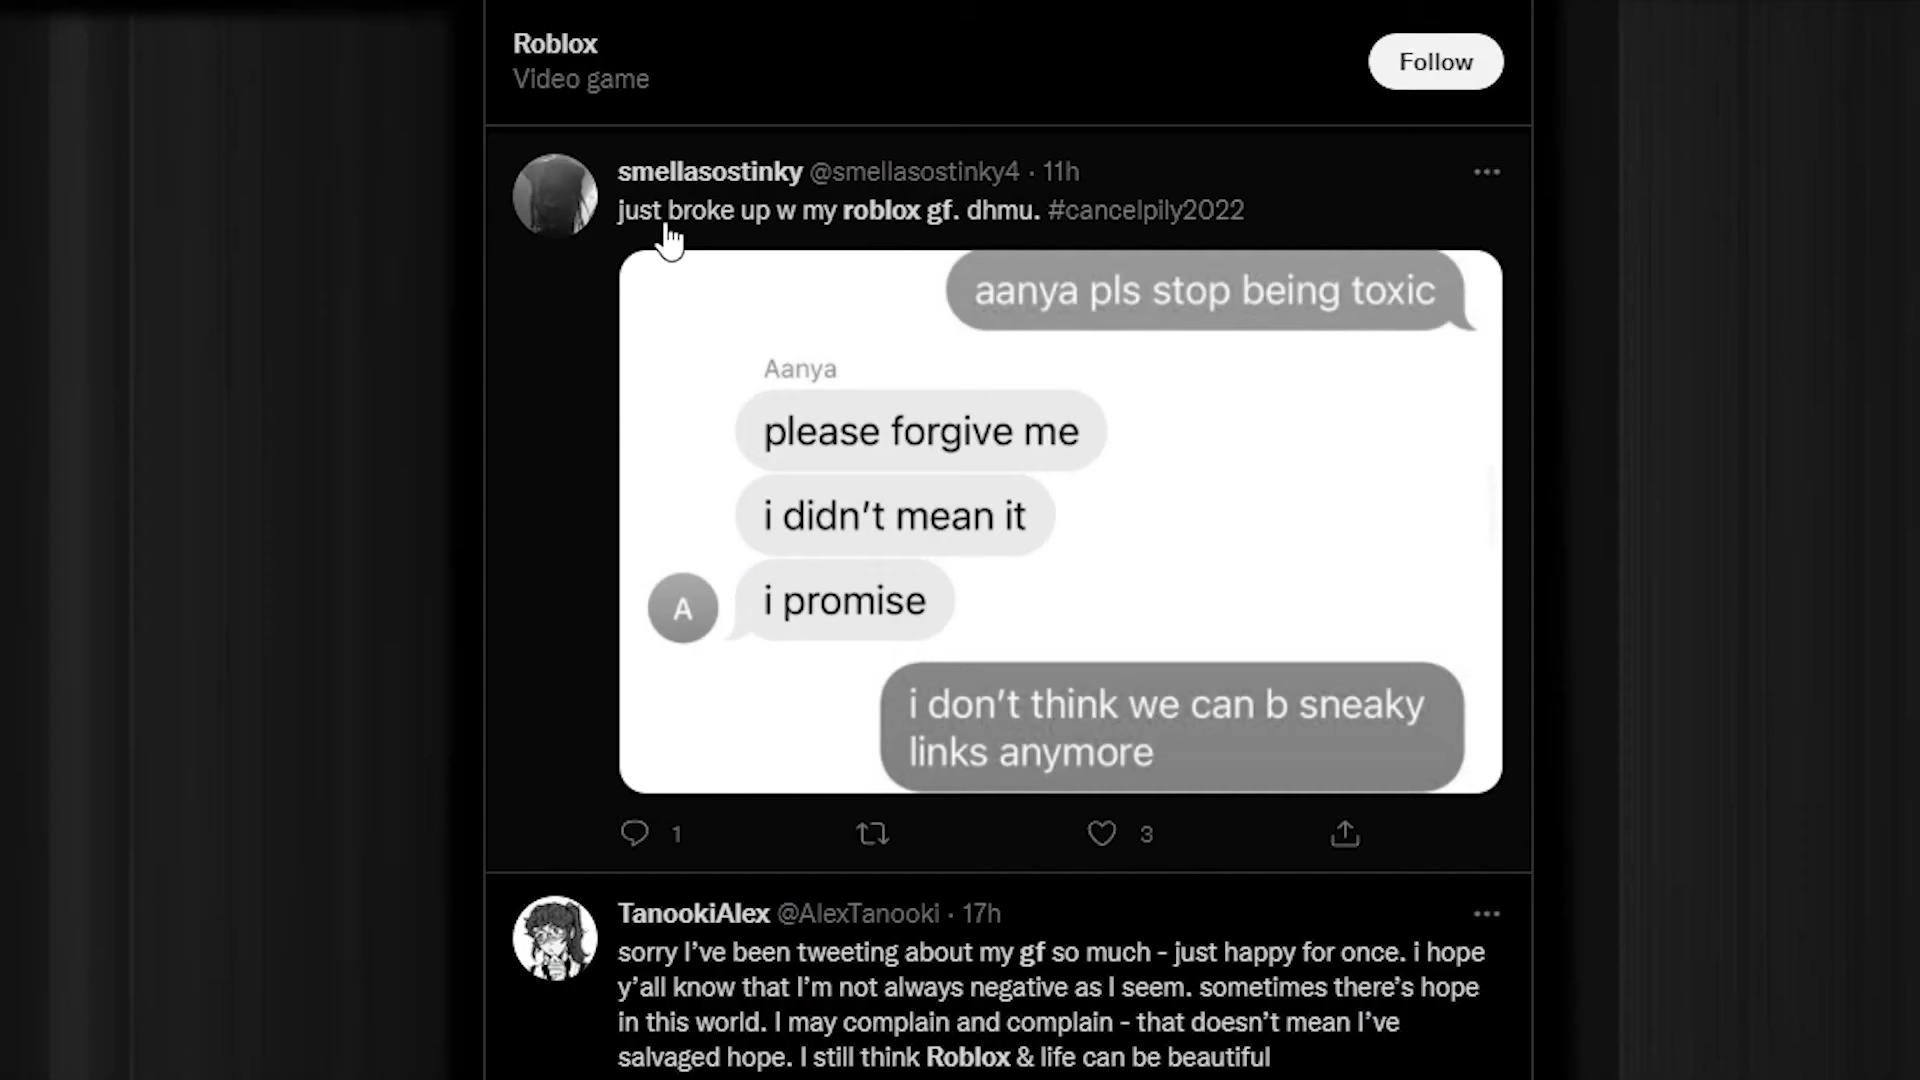 Roblox
Video game
Follow
smellasostinky @smellasostinky4 · 11h
just broke up w my roblox gf. dhmu. #cancelpily2022
aanya pls stop being toxic
Aanya
please forgive me
i didn't mean it
A
i promise
i don't think we can b sneaky
links anymore
1
3
TanookiAlex @AlexTanooki · 17h
sorry I've been tweeting about my gf so much - just happy for once. i hope
y'all know that I'm not always negative as I seem. sometimes there's hope
in this world. I may complain and complain - that doesn't mean I've
salvaged hope. I still think Roblox & life can be beautiful